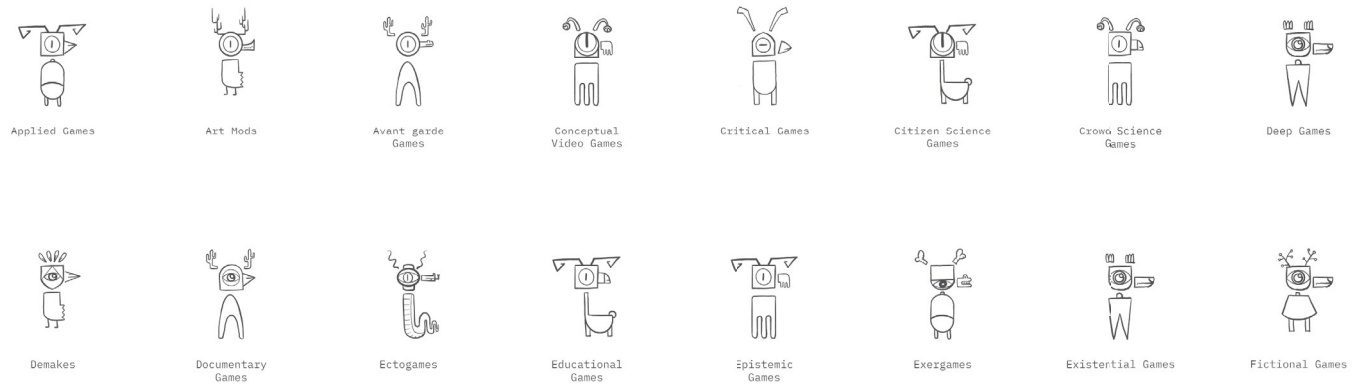 Applied Games
Art Mods
Avant garde
Games
Conceptual
Video Games
Critical Games
Citizen Science
Games
Crowd Science
Games
Deep Games
Demakes
Documentary
Games
Ectogames
Educational
Games
Epistemic
Games
Exergames
Existential Games
Fictional Games